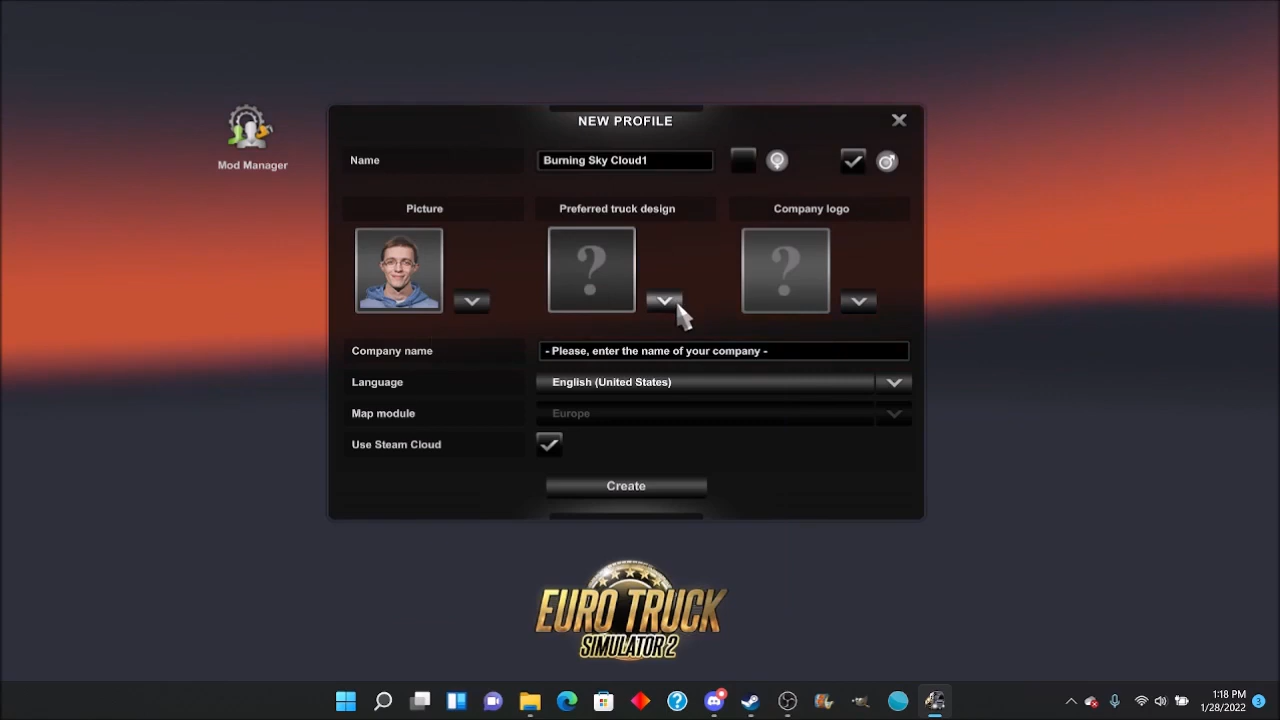 NEW PROFILE
Mod Manager
Name
Burning Sky Cloud1
Picture
Preferred truck design
Company logo
?
?
Company name
- Please, enter the name of your company -
Language
English (United States)
Map module
Europe
Use Steam Cloud
Create
EURO TRUCK
SIMULATOR 2
1:18 PM
1/28/2022
3